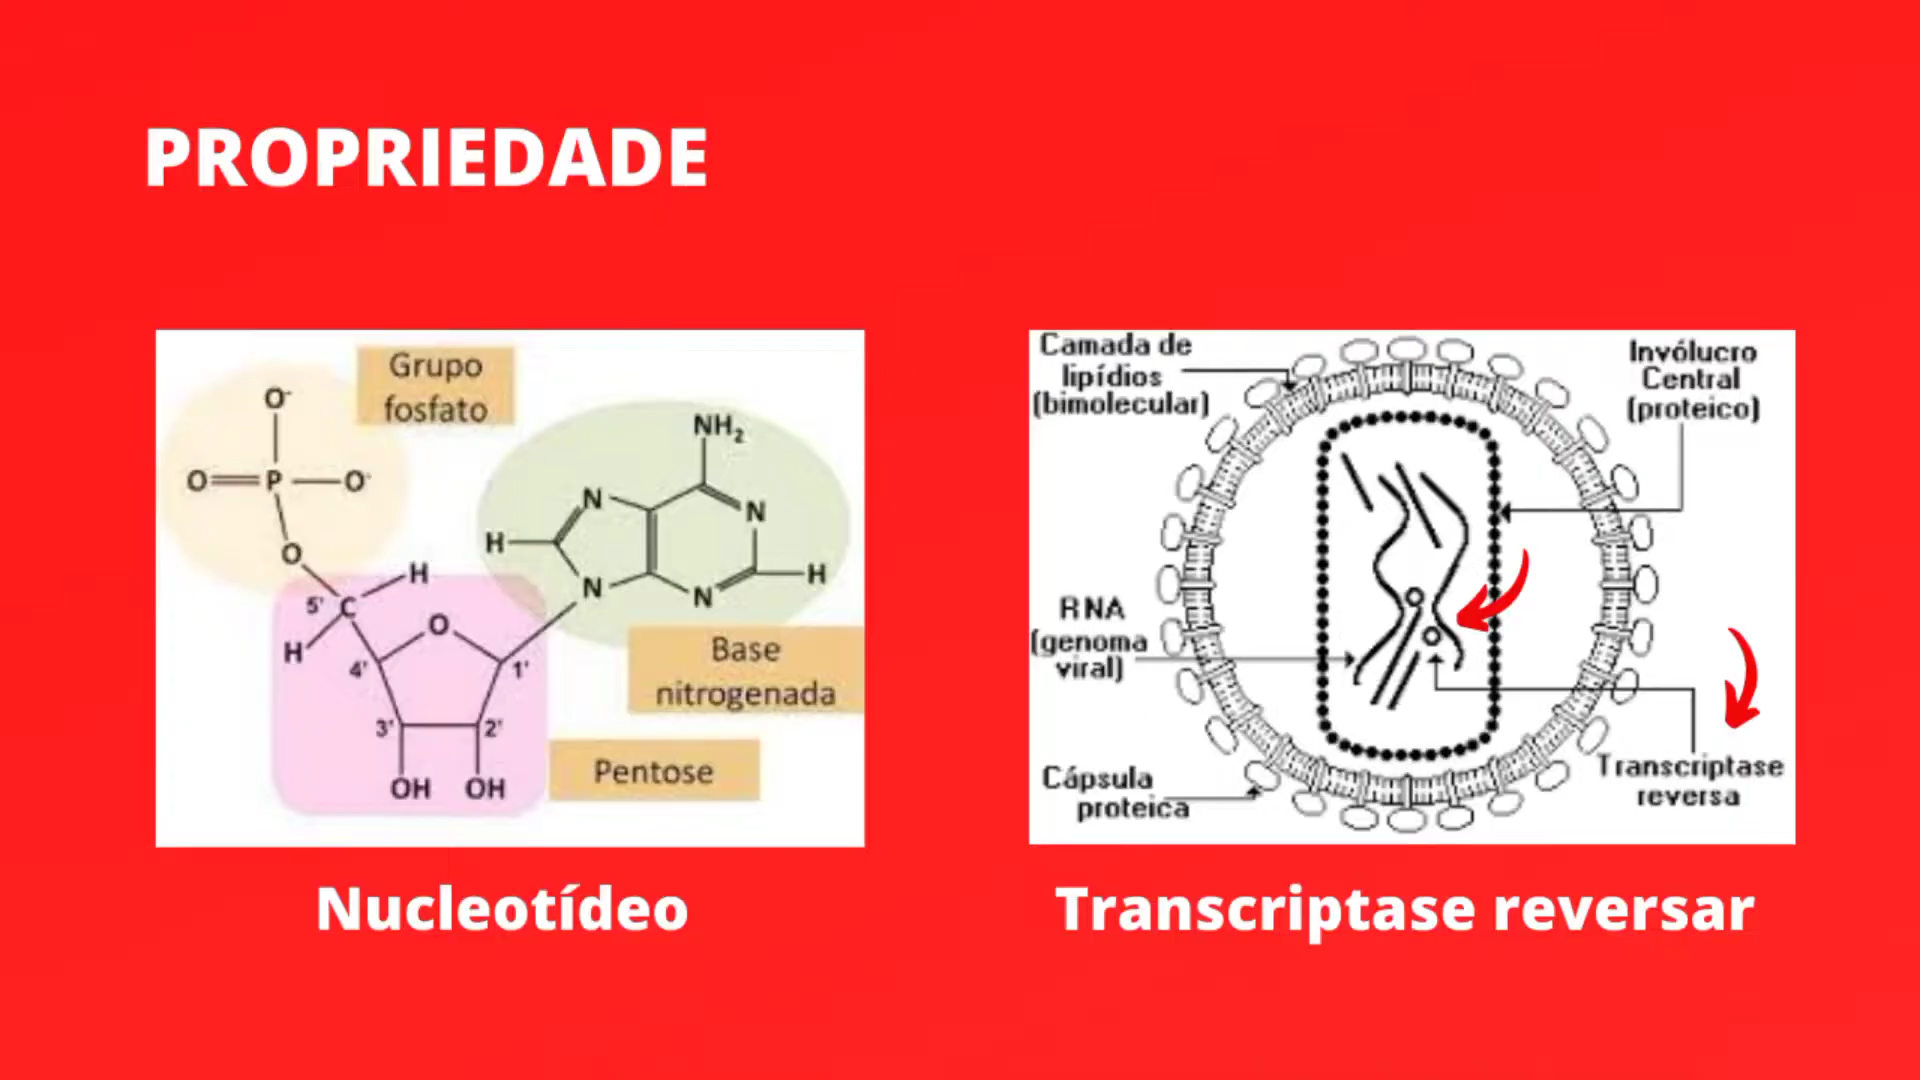 PROPRIEDADE
Grupo
fosfato
O⁻
O
P
O⁻
O
NH₂
N
N
H
N
N
H
H
5'
C
H
O
4'
1'
3'
2'
OH
OH
Base
nitrogenada
Pentose
Nucleotídeo
Camada de
lipídios
(bimolecular)
Invólucro
Central
(proteico)
RNA
(genoma
viral)
Cápsula
proteica
Transcriptase
reversa
Transcriptase reversar